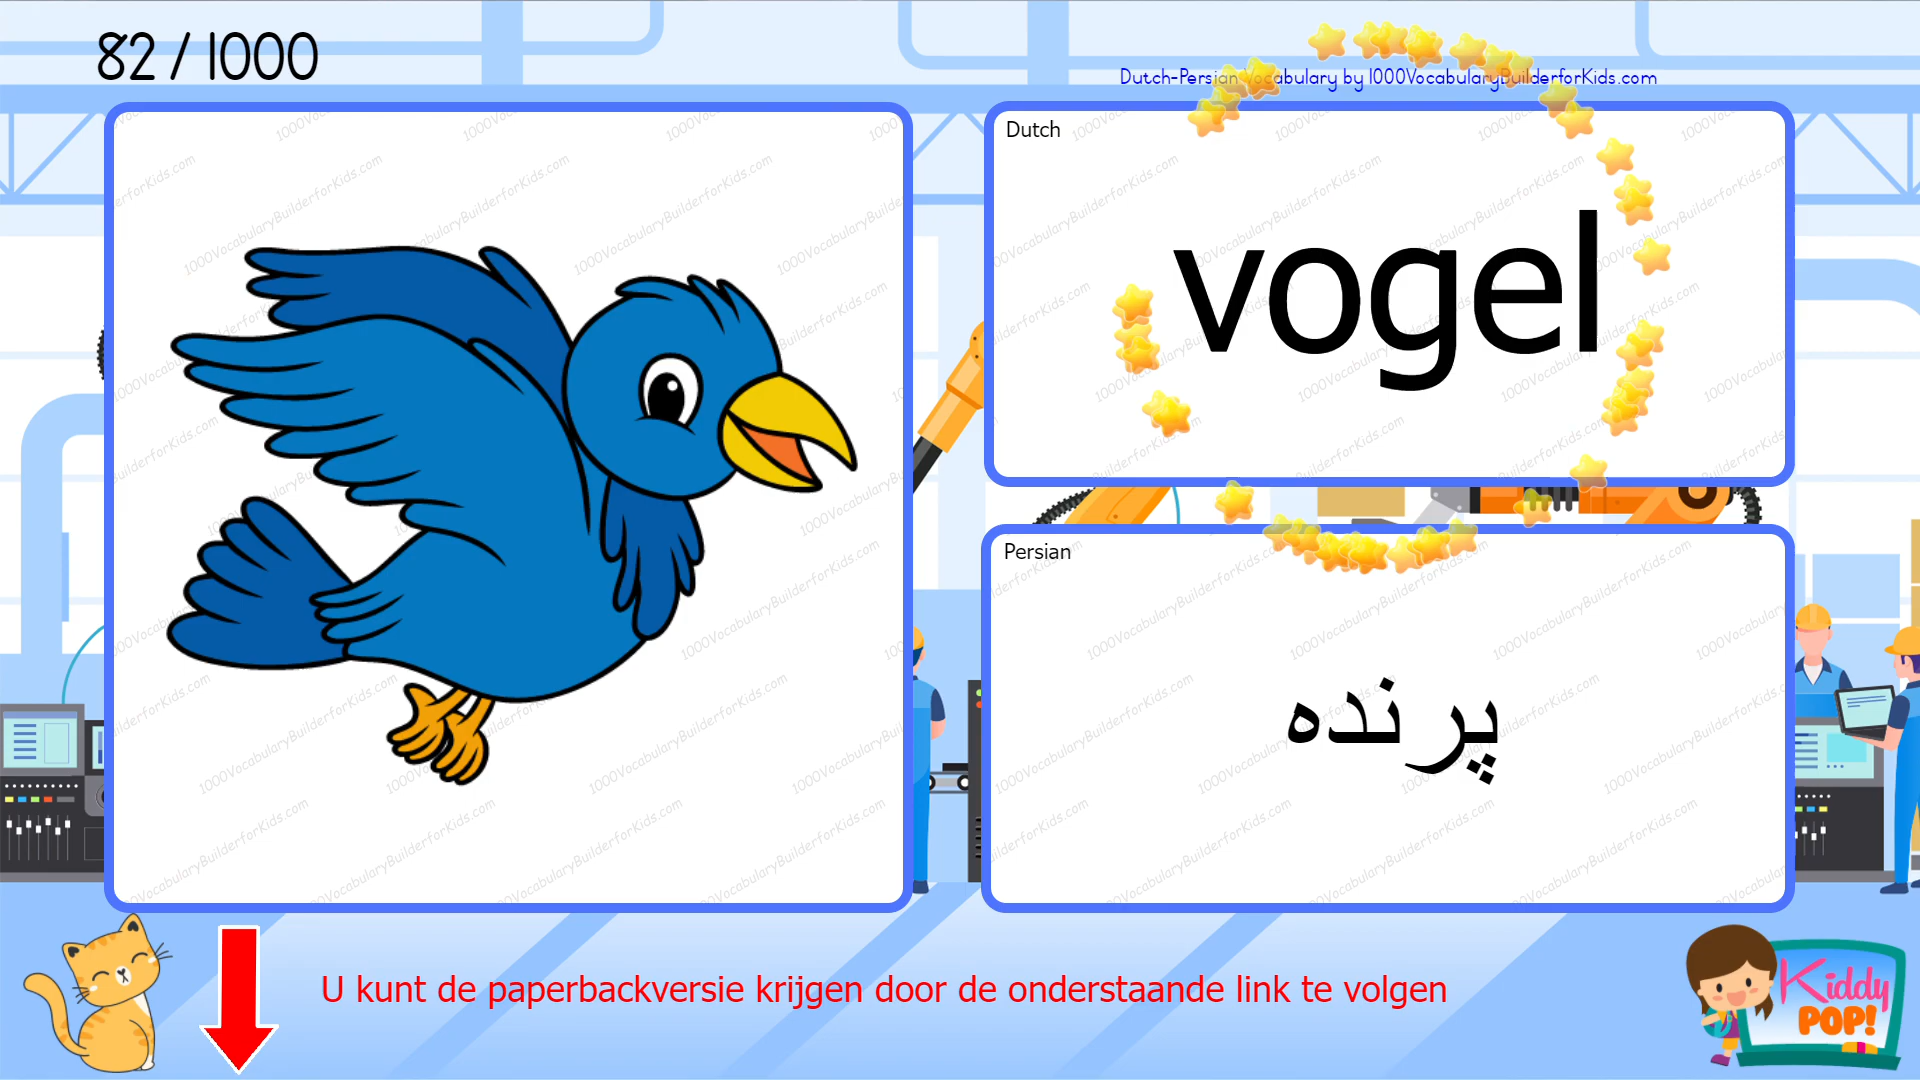 82 / 1000
Dutch-Persian Vocabulary by 1000VocabularyBuilderforKids.com
Dutch
vogel
Persian
پرنده
U kunt de paperbackversie krijgen door de onderstaande link te volgen
Kiddy
POP!